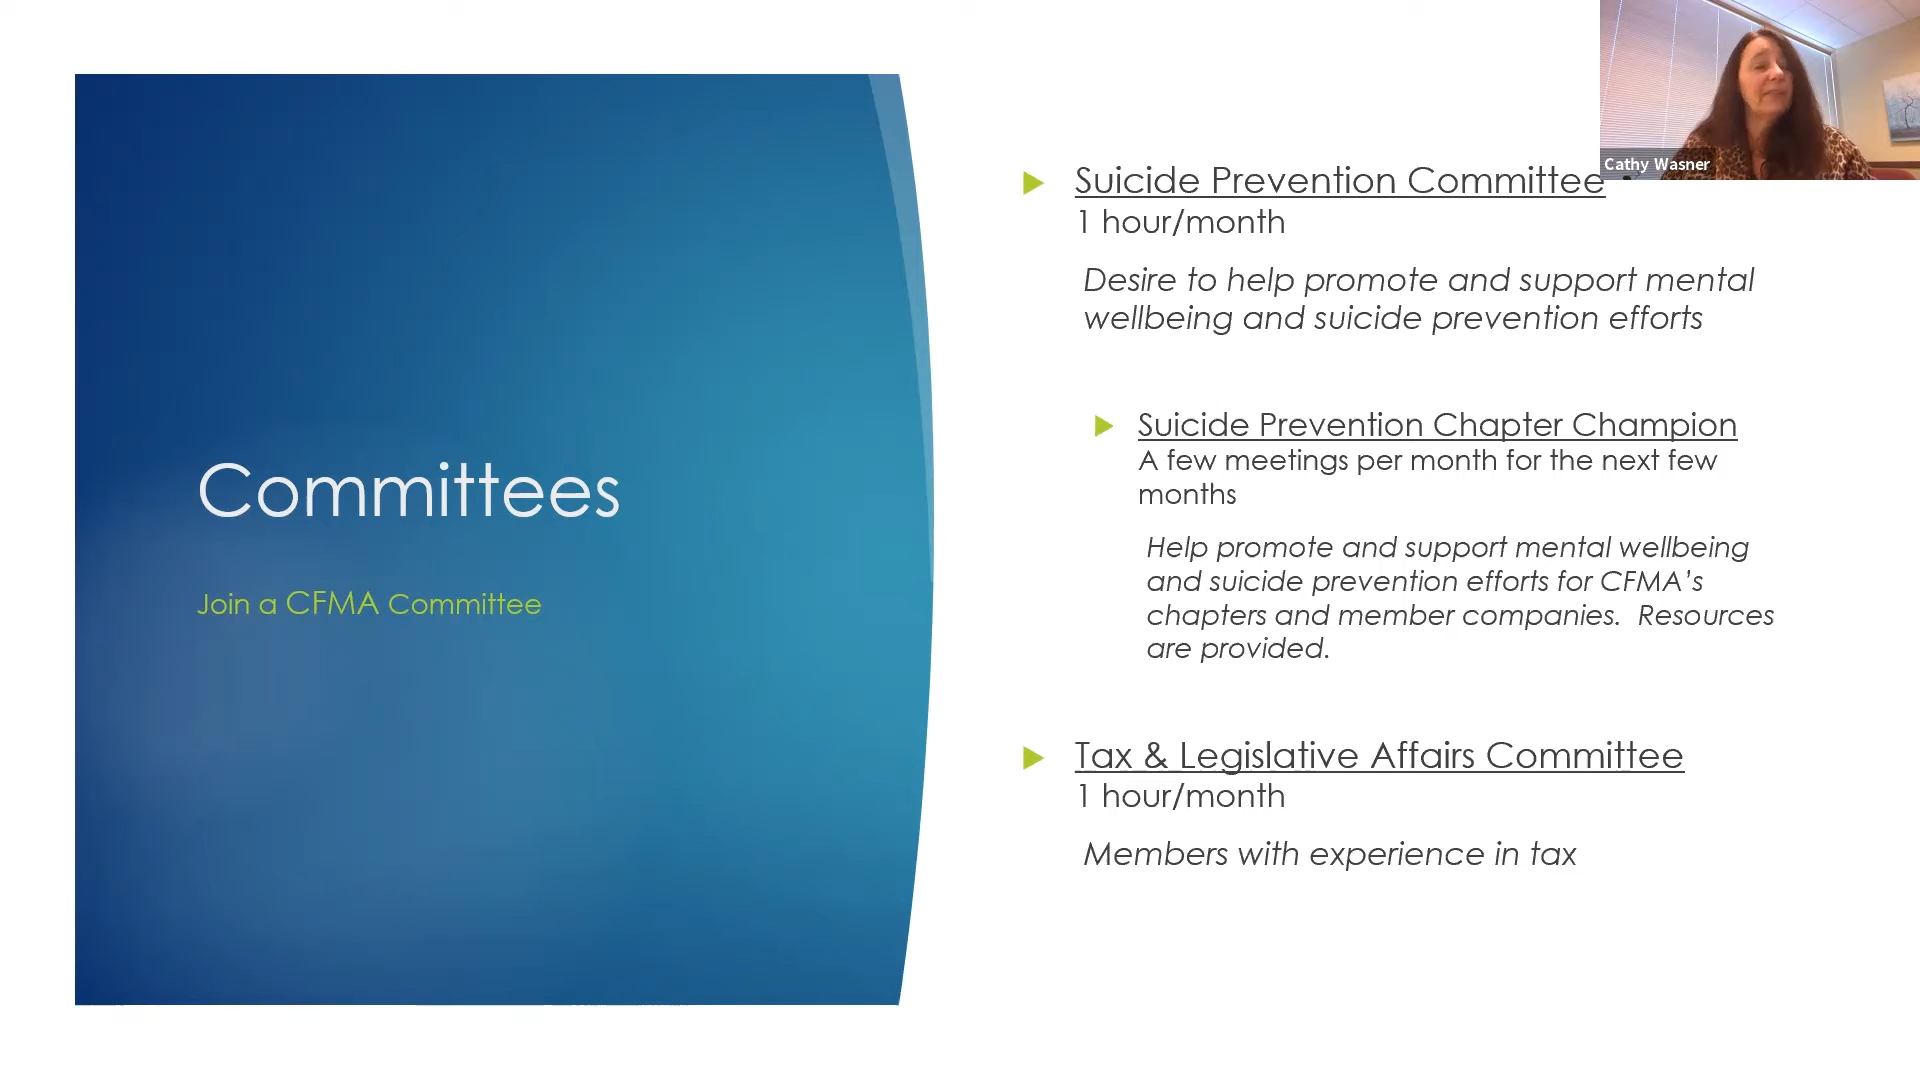 Cathy Wasner
Committees
Join a CFMA Committee
Suicide Prevention Committee
1 hour/month
Desire to help promote and support mental
wellbeing and suicide prevention efforts
Suicide Prevention Chapter Champion
A few meetings per month for the next few
months
Help promote and support mental wellbeing
and suicide prevention efforts for CFMA’s
chapters and member companies.  Resources
are provided.
Tax & Legislative Affairs Committee
1 hour/month
Members with experience in tax